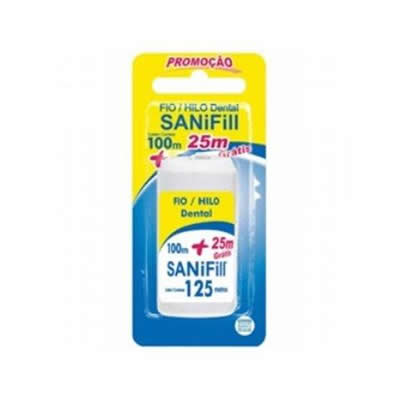 PROMOÇÃO
FIO / HILO Dental
SANiFill
100m + 25m
Grátis
FIO / HILO
Dental
100m + 25m
Grátis
SANiFill
125 metros